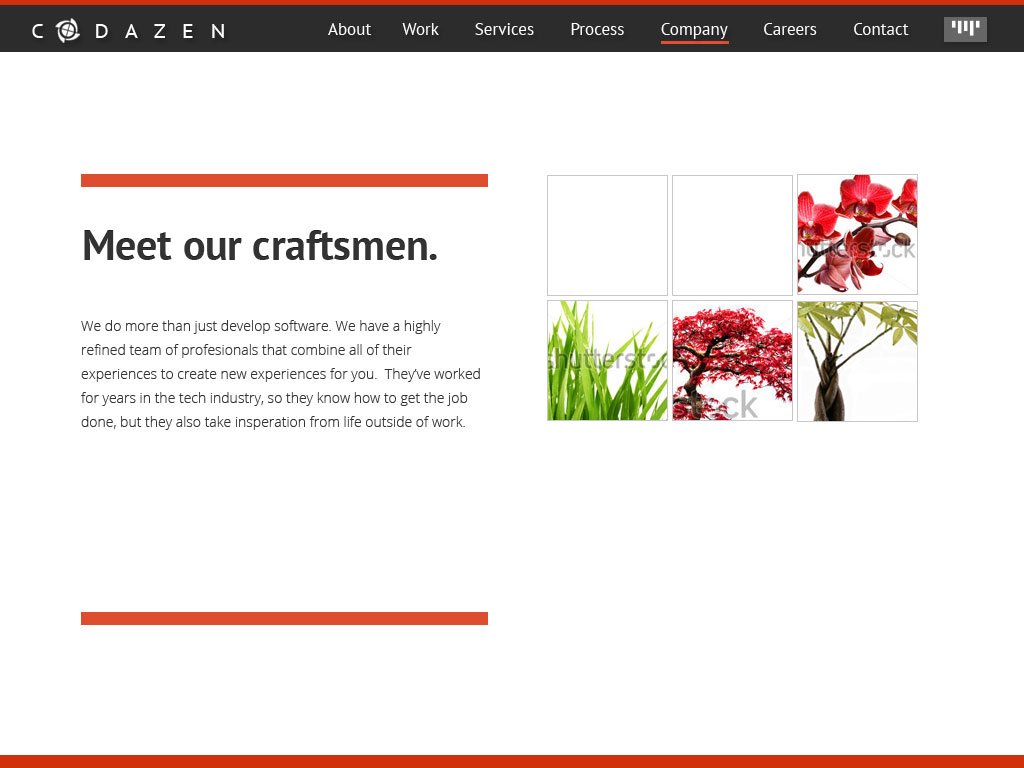 C DAZEN
About Work Services Process Company Careers Contact
Meet our craftsmen.
We do more than just develop software. We have a highly
refined team of profesionals that combine all of their
experiences to create new experiences for you.  They've worked
for years in the tech industry, so they know how to get the job
done, but they also take insperation from life outside of work.
shutterstock
shutterstock
ck